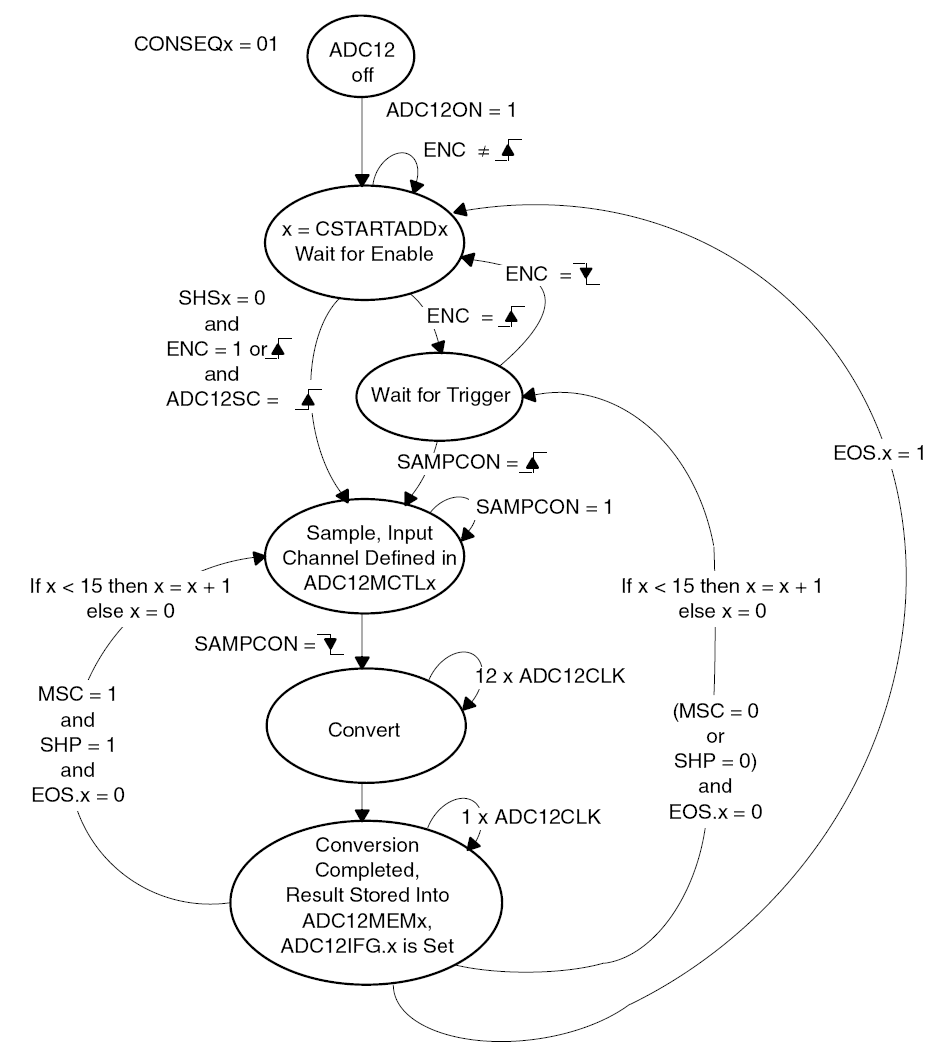 CONSEQx = 01
ADC12
off
ADC12ON = 1
ENC ≠
x = CSTARTADDx
Wait for Enable
ENC =
SHSx = 0
and
ENC = 1 or
and
ADC12SC =
ENC =
Wait for Trigger
EOS.x = 1
SAMPCON =
SAMPCON = 1
Sample, Input
Channel Defined in
ADC12MCTLx
If x < 15 then x = x + 1
else x = 0
If x < 15 then x = x + 1
else x = 0
SAMPCON =
12 x ADC12CLK
MSC = 1
and
SHP = 1
and
EOS.x = 0
Convert
(MSC = 0
or
SHP = 0)
and
EOS.x = 0
1 x ADC12CLK
Conversion
Completed,
Result Stored Into
ADC12MEMx,
ADC12IFG.x is Set